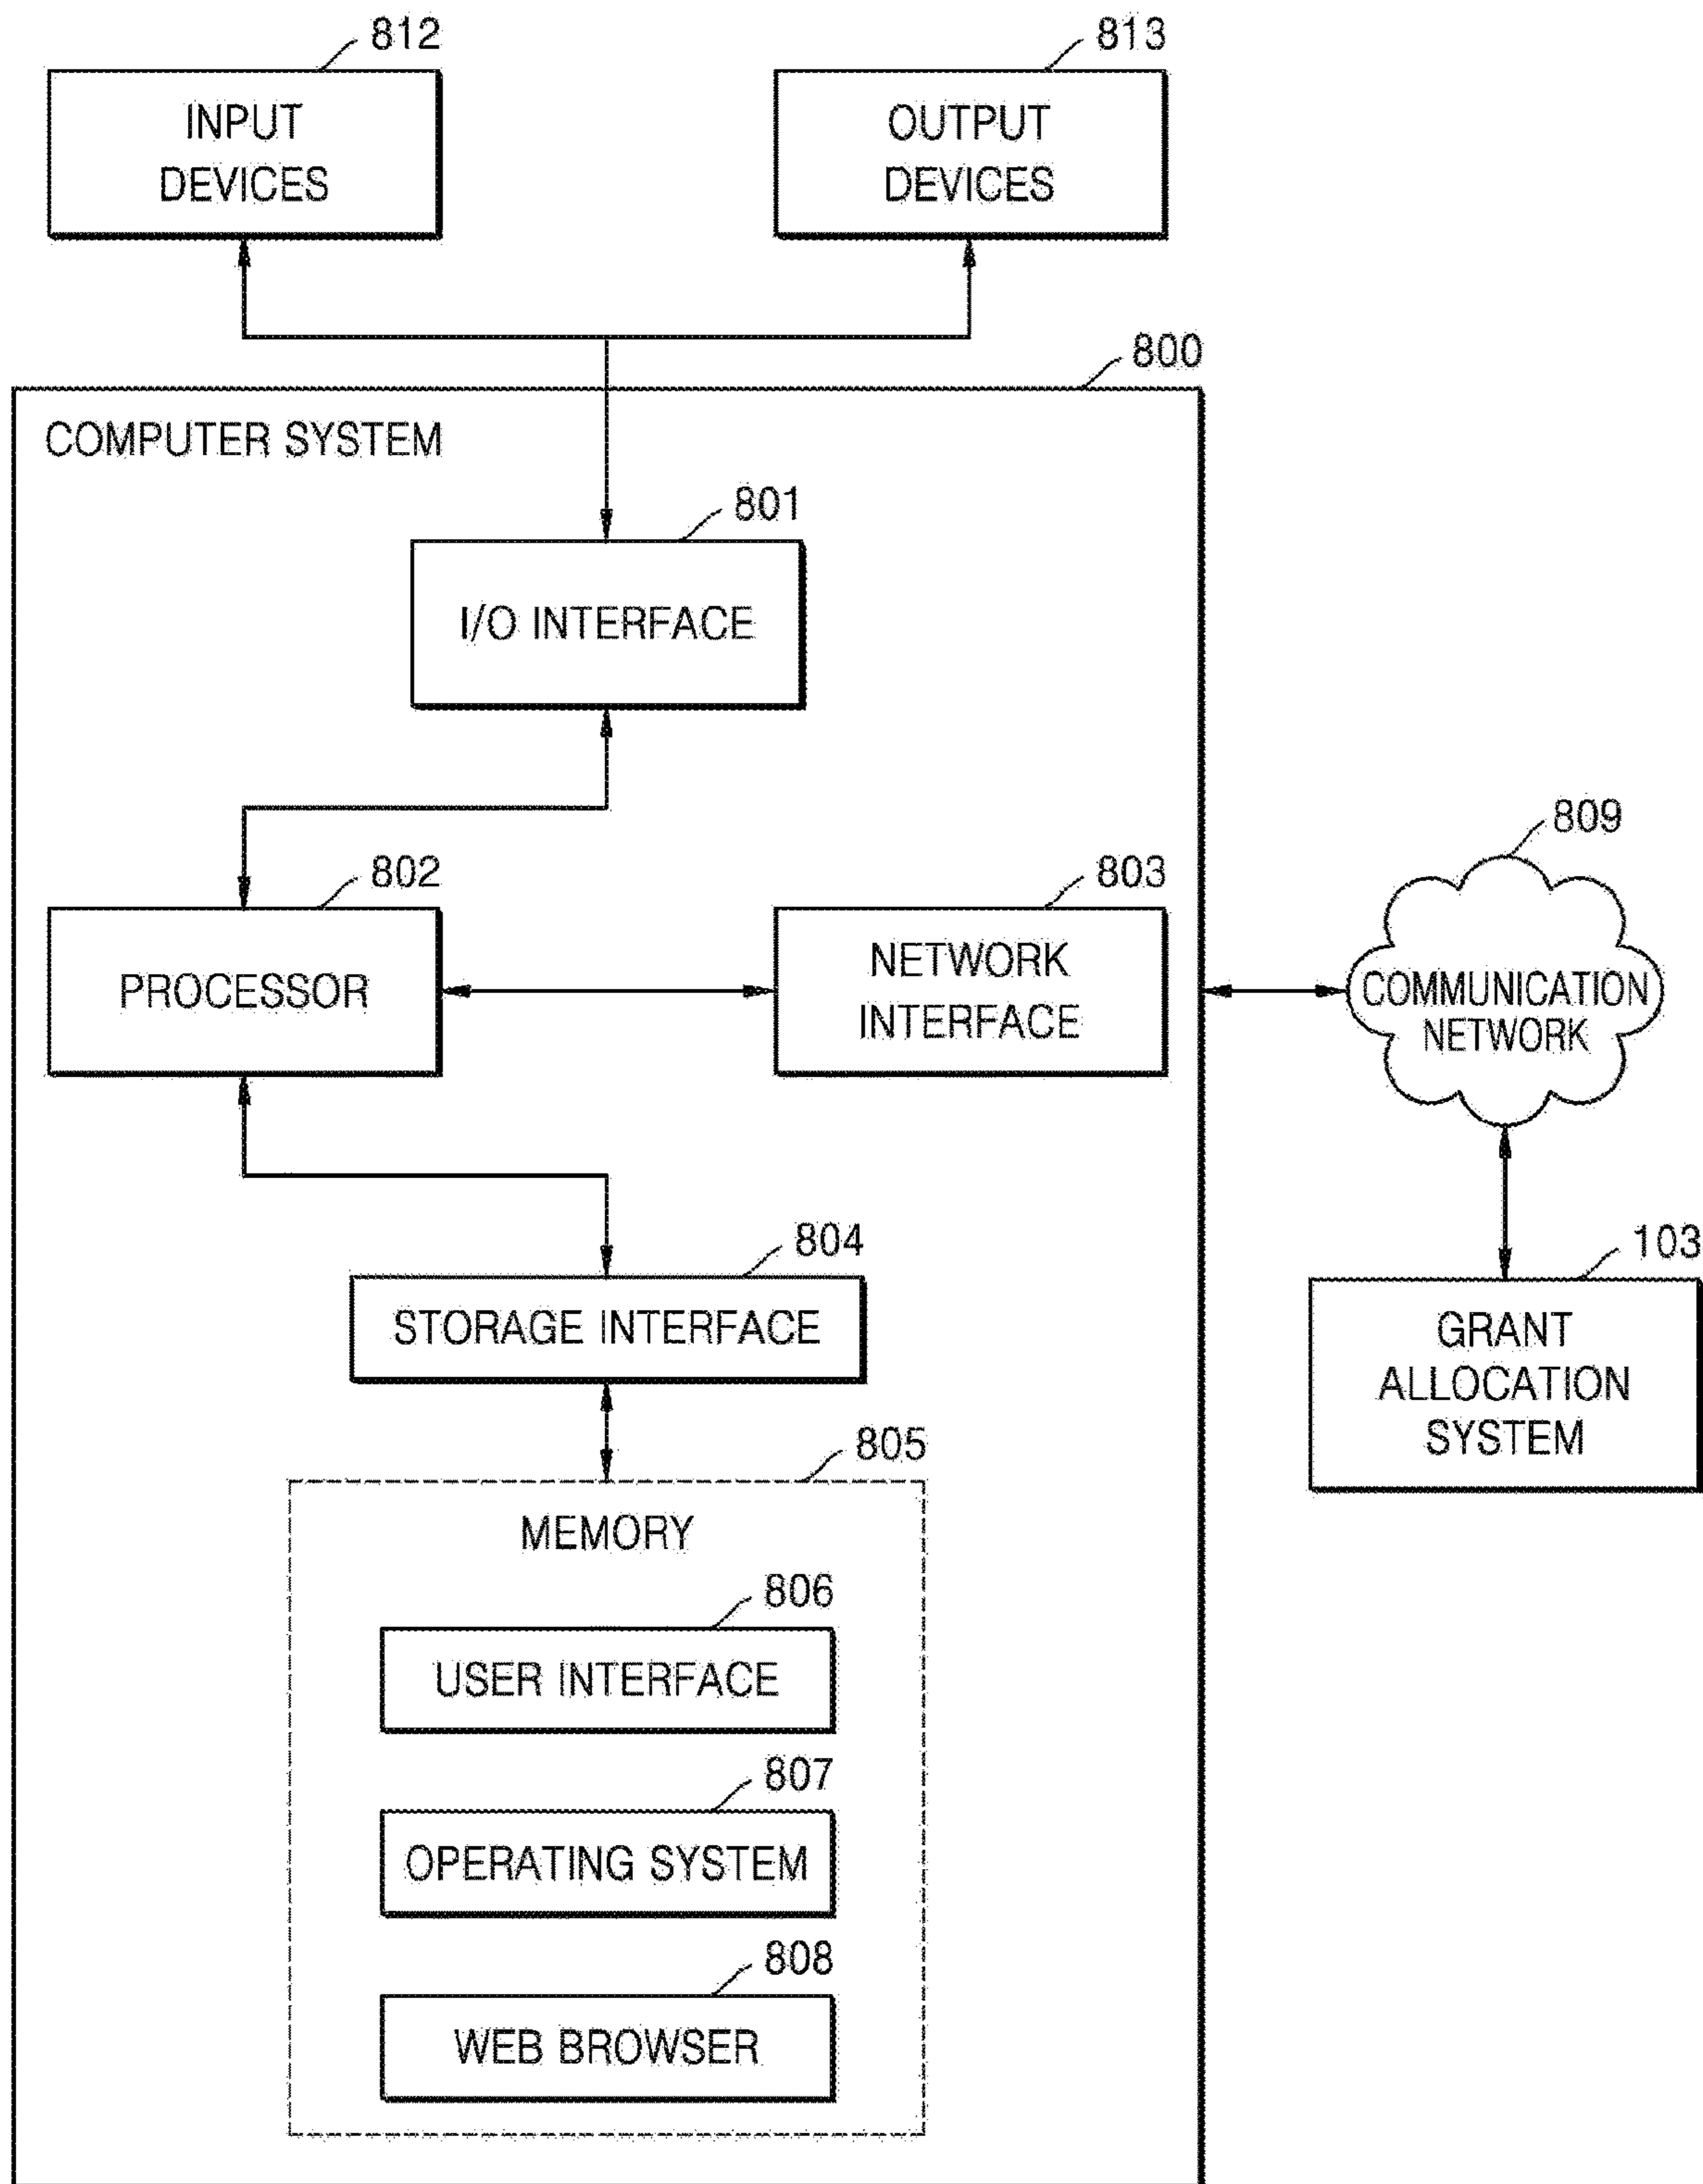 812
813
INPUT
DEVICES
OUTPUT
DEVICES
800
COMPUTER SYSTEM
801
I/O INTERFACE
802
PROCESSOR
803
NETWORK
INTERFACE
809
COMMUNICATION
NETWORK
804
STORAGE INTERFACE
103
GRANT
ALLOCATION
SYSTEM
805
MEMORY
806
USER INTERFACE
807
OPERATING SYSTEM
808
WEB BROWSER